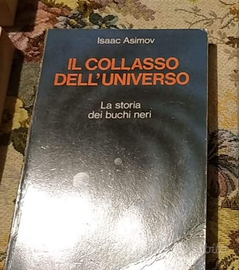 Isaac Asimov
IL COLLASSO
DELL'UNIVERSO
La storia
dei buchi neri